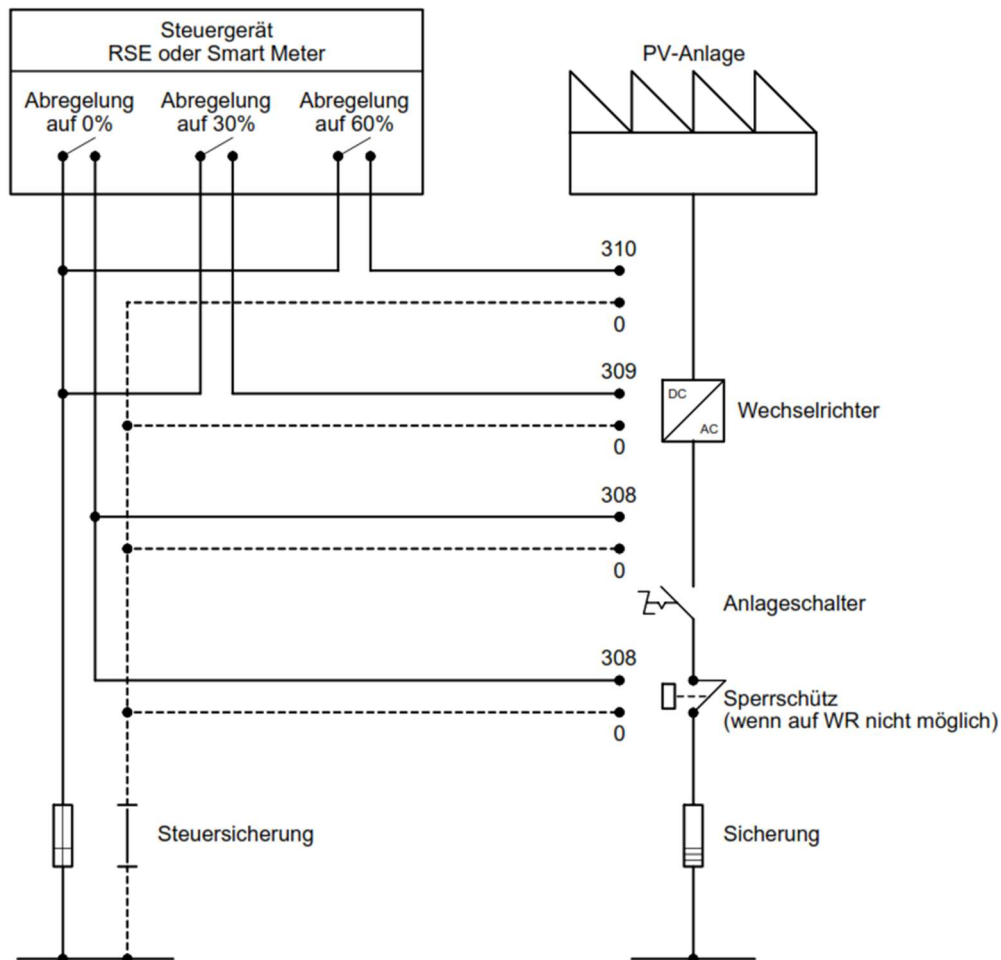 Steuergerät
RSE oder Smart Meter
PV-Anlage
Abregelung
auf 0%
Abregelung
auf 30%
Abregelung
auf 60%
310
0
309
0
DC
AC
Wechselrichter
308
0
Anlageschalter
308
0
Sperrschütz
(wenn auf WR nicht möglich)
Steuersicherung
Sicherung